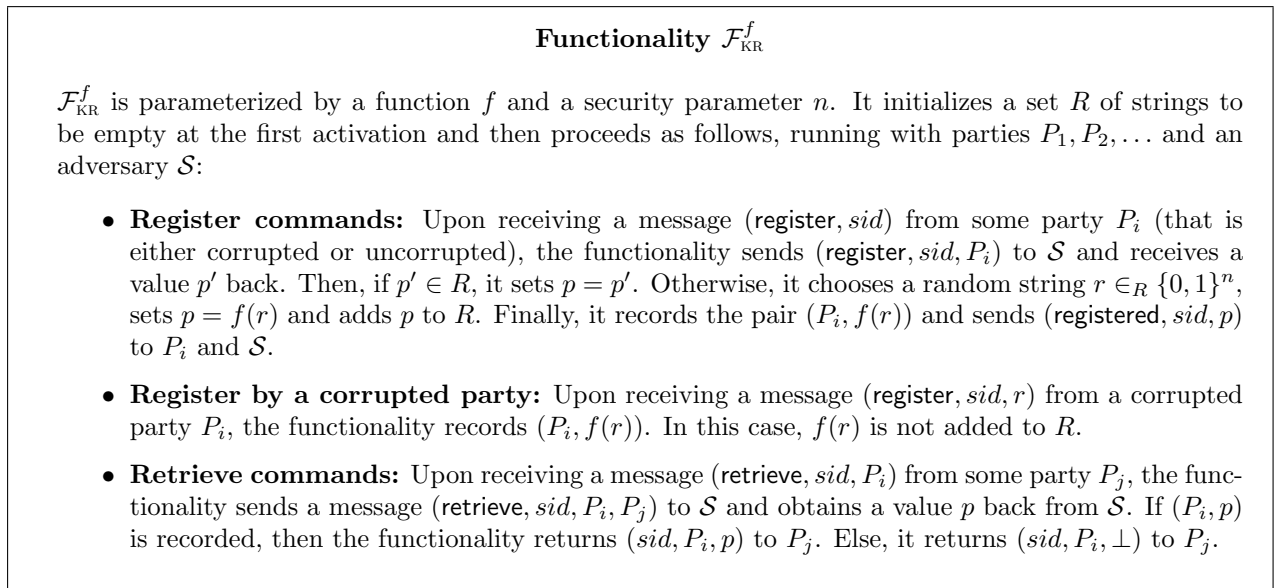 Functionality $\mathcal{F}_{\text{KR}}^{f}$
$\mathcal{F}_{\text{KR}}^{f}$ is parameterized by a function $f$ and a security parameter $n$. It initializes a set $R$ of strings to
be empty at the first activation and then proceeds as follows, running with parties $P_1, P_2, \ldots$ and an
adversary $\mathcal{S}$:
• Register commands: Upon receiving a message (register, $sid$) from some party $P_i$ (that is
either corrupted or uncorrupted), the functionality sends (register, $sid, P_i$) to $\mathcal{S}$ and receives a
value $p'$ back. Then, if $p' \in R$, it sets $p = p'$. Otherwise, it chooses a random string $r \in_R \{0,1\}^n$,
sets $p = f(r)$ and adds $p$ to $R$. Finally, it records the pair $(P_i, f(r))$ and sends (registered, $sid, p$)
to $P_i$ and $\mathcal{S}$.
• Register by a corrupted party: Upon receiving a message (register, $sid, r$) from a corrupted
party $P_i$, the functionality records $(P_i, f(r))$. In this case, $f(r)$ is not added to $R$.
• Retrieve commands: Upon receiving a message (retrieve, $sid, P_i$) from some party $P_j$, the func-
tionality sends a message (retrieve, $sid, P_i, P_j$) to $\mathcal{S}$ and obtains a value $p$ back from $\mathcal{S}$. If $(P_i, p)$
is recorded, then the functionality returns $(sid, P_i, p)$ to $P_j$. Else, it returns $(sid, P_i, \bot)$ to $P_j$.